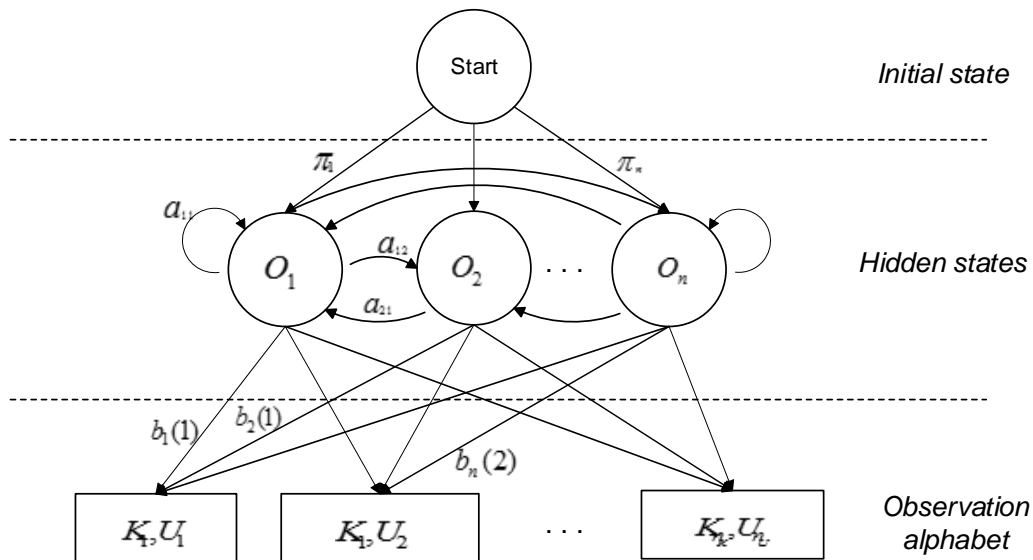 Start
Initial state
π₁
πₙ
a₁₁
a₁₂
O₁
O₂
. . .
Oₙ
Hidden states
a₂₁
b₁(1)
b₂(1)
bₙ(2)
K₁,U₁
K₁,U₂
. . .
Observation
alphabet